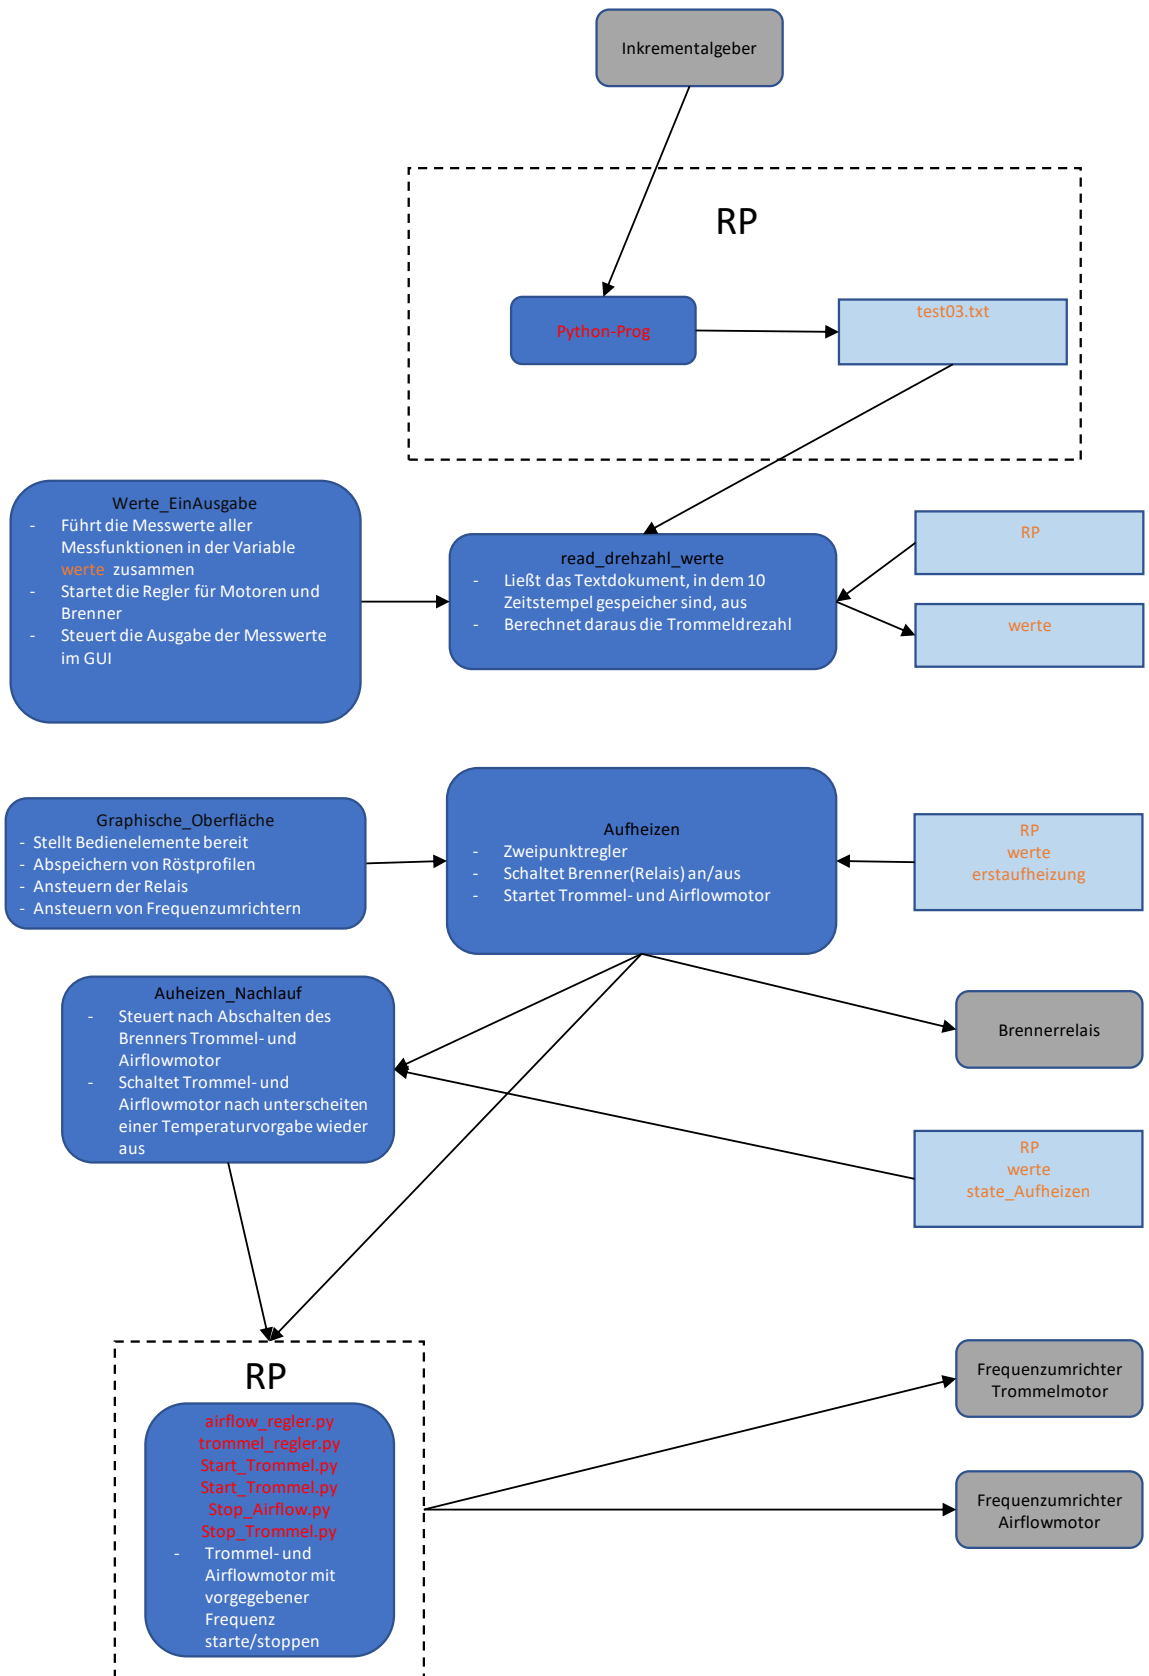 Inkrementalgeber
RP
Python-Prog
test03.txt
Werte_EinAusgabe
- Führt die Messwerte aller
Messfunktionen in der Variable
werte zusammen
- Startet die Regler für Motoren und
Brenner
- Steuert die Ausgabe der Messwerte
im GUI
read_drehzahl_werte
- Ließt das Textdokument, in dem 10
Zeitstempel gespeicher sind, aus
- Berechnet daraus die Trommeldrezahl
RP
werte
Graphische_Oberfläche
- Stellt Bedienelemente bereit
- Abspeichern von Röstprofilen
- Ansteuern der Relais
- Ansteuern von Frequenzumrichtern
Aufheizen
- Zweipunktregler
- Schaltet Brenner(Relais) an/aus
- Startet Trommel- und Airflowmotor
RP
werte
erstaufheizung
Auheizen_Nachlauf
- Steuert nach Abschalten des
Brenners Trommel- und
Airflowmotor
- Schaltet Trommel- und
Airflowmotor nach unterscheiten
einer Temperaturvorgabe wieder
aus
Brennerrelais
RP
werte
state_Aufheizen
RP
airflow_regler.py
trommel_regler.py
Start_Trommel.py
Start_Trommel.py
Stop_Airflow.py
Stop_Trommel.py
- Trommel- und
Airflowmotor mit
vorgegebener
Frequenz
starte/stoppen
Frequenzumrichter
Trommelmotor
Frequenzumrichter
Airflowmotor